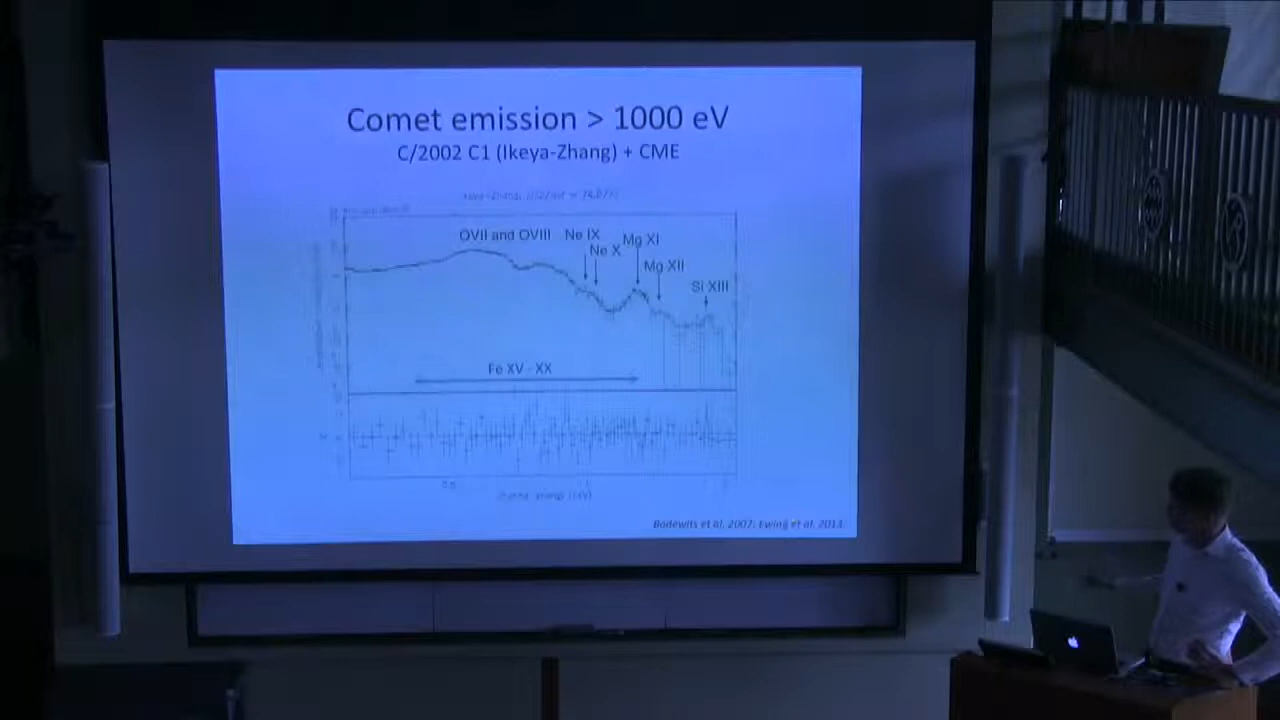 Comet emission > 1000 eV
C/2002 C1 (Ikeya-Zhang) + CME
OVII and OVIII
Ne IX
Ne X
Mg XI
Mg XII
Si XIII
Fe XV - XX
Bodewits et al. 2007; Ewing et al. 2013